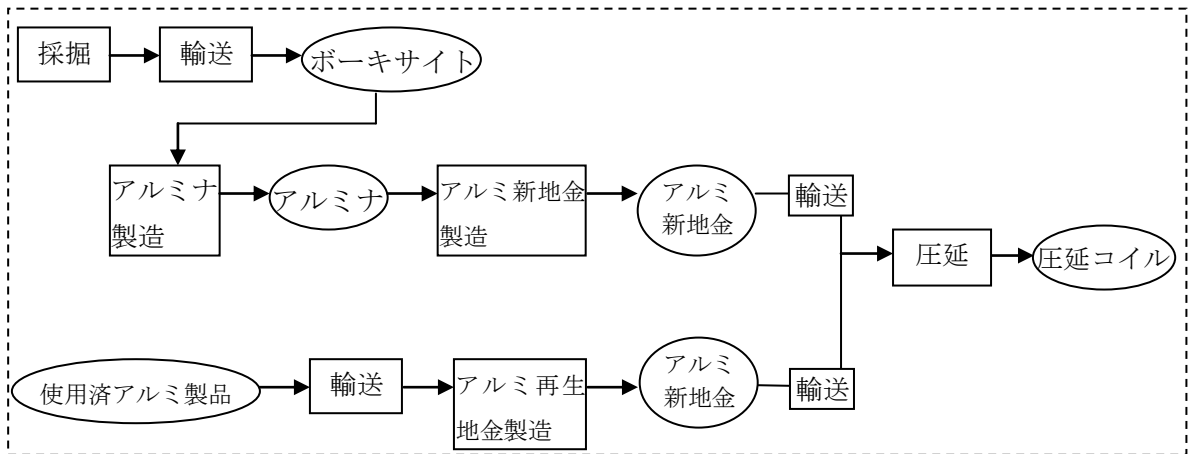 採掘
輸送
ボーキサイト
アルミナ
製造
アルミナ
アルミ新地金
製造
アルミ
新地金
輸送
圧延
圧延コイル
使用済アルミ製品
輸送
アルミ再生
地金製造
アルミ
新地金
輸送